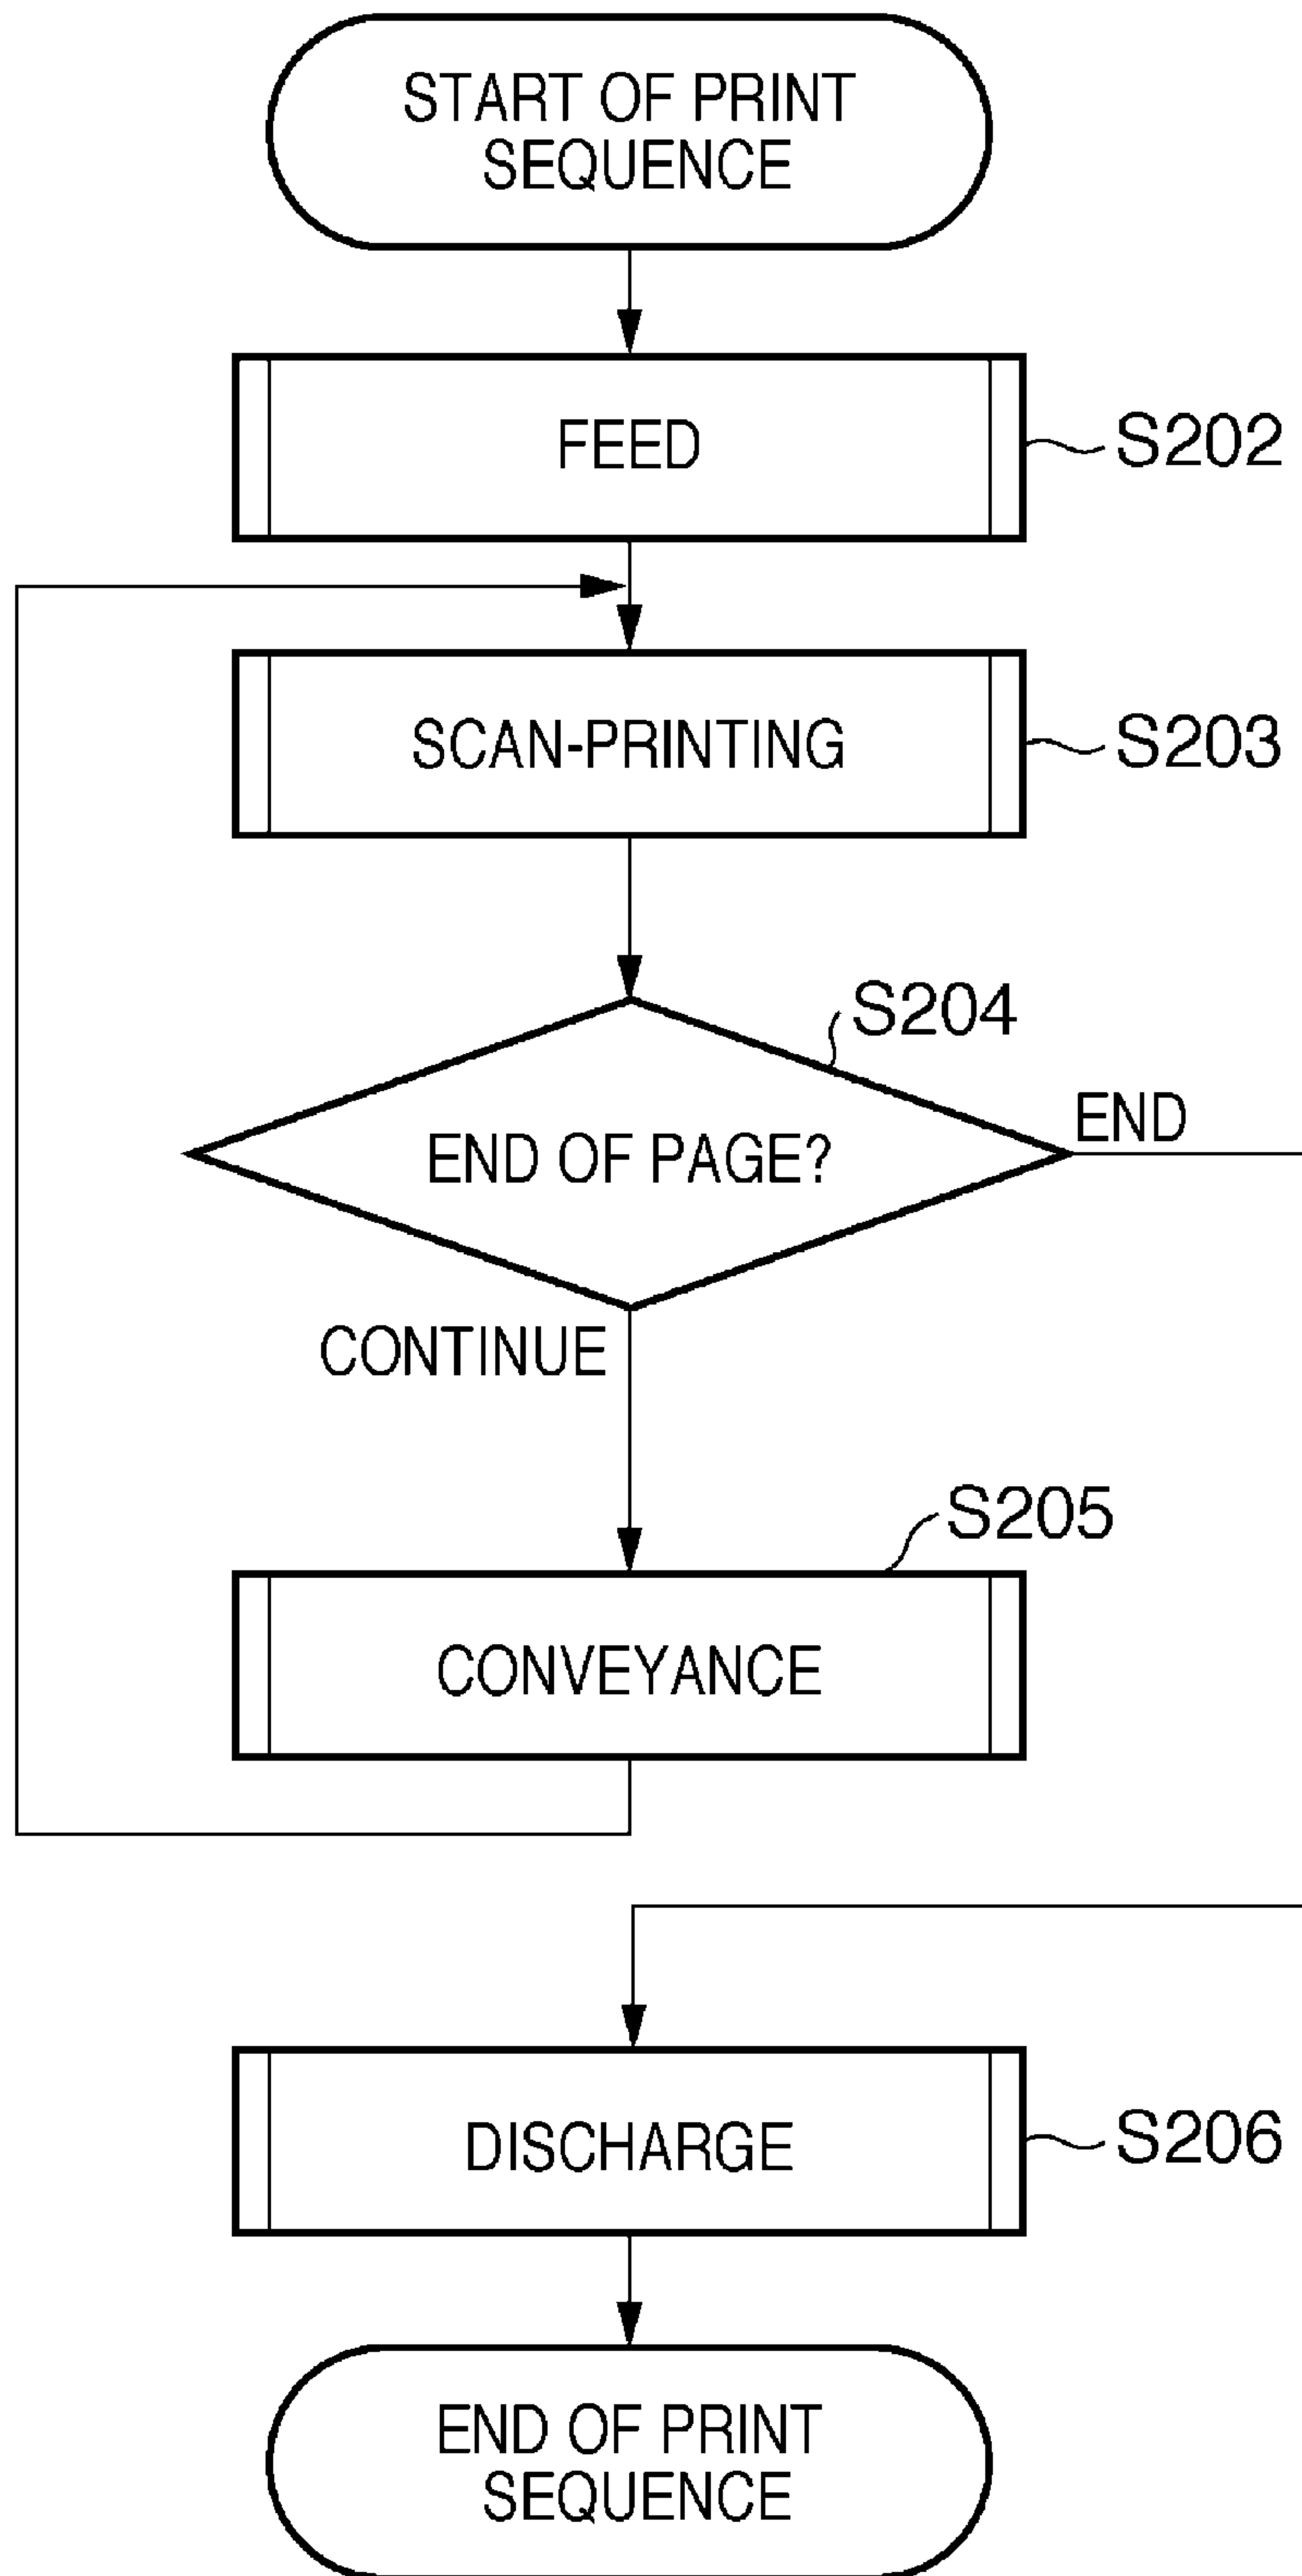 START OF PRINT
SEQUENCE
FEED
S202
SCAN-PRINTING
S203
S204
END OF PAGE?
END
CONTINUE
S205
CONVEYANCE
DISCHARGE
S206
END OF PRINT
SEQUENCE